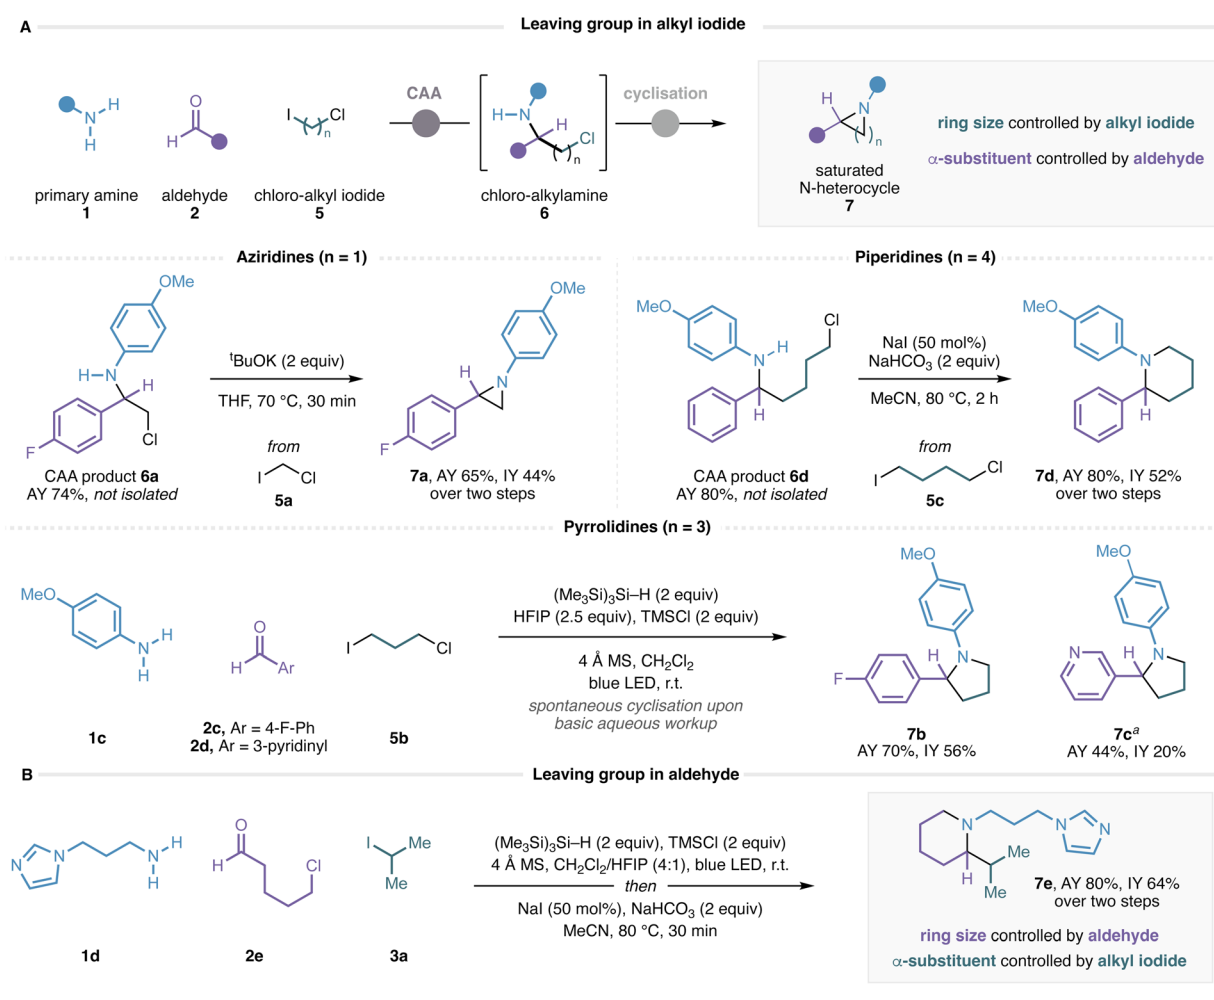 A
Leaving group in alkyl iodide
N
H
H
O
H
I
Cl
n
CAA
H
N
H
Cl
n
cyclisation
H
N
n
ring size controlled by alkyl iodide
α-substituent controlled by aldehyde
primary amine
1
aldehyde
2
chloro-alkyl iodide
5
chloro-alkylamine
6
saturated
N-heterocycle
7
Aziridines (n = 1)
Piperidines (n = 4)
OMe
H
N
H
F
Cl
CAA product 6a
AY 74%, not isolated
ᵗBuOK (2 equiv)
THF, 70 °C, 30 min
from
I
Cl
5a
OMe
H
N
F
7a, AY 65%, IY 44%
over two steps
MeO
Cl
N
H
H
CAA product 6d
AY 80%, not isolated
NaI (50 mol%)
NaHCO₃ (2 equiv)
MeCN, 80 °C, 2 h
from
I
Cl
5c
MeO
N
H
7d, AY 80%, IY 52%
over two steps
Pyrrolidines (n = 3)
MeO
N
H
H
1c
O
H
Ar
2c, Ar = 4-F-Ph
2d, Ar = 3-pyridinyl
I
Cl
5b
(Me₃Si)₃Si–H (2 equiv)
HFIP (2.5 equiv), TMSCl (2 equiv)
4 Å MS, CH₂Cl₂
blue LED, r.t.
spontaneous cyclisation upon
basic aqueous workup
MeO
H
N
F
7b
AY 70%, IY 56%
MeO
N
H
N
7cᵃ
AY 44%, IY 20%
B
Leaving group in aldehyde
N
N
N
H
H
1d
O
H
Cl
2e
I
Me
Me
3a
(Me₃Si)₃Si–H (2 equiv), TMSCl (2 equiv)
4 Å MS, CH₂Cl₂/HFIP (4:1), blue LED, r.t.
then
NaI (50 mol%), NaHCO₃ (2 equiv)
MeCN, 80 °C, 30 min
N
N
N
Me
H
Me
7e, AY 80%, IY 64%
over two steps
ring size controlled by aldehyde
α-substituent controlled by alkyl iodide